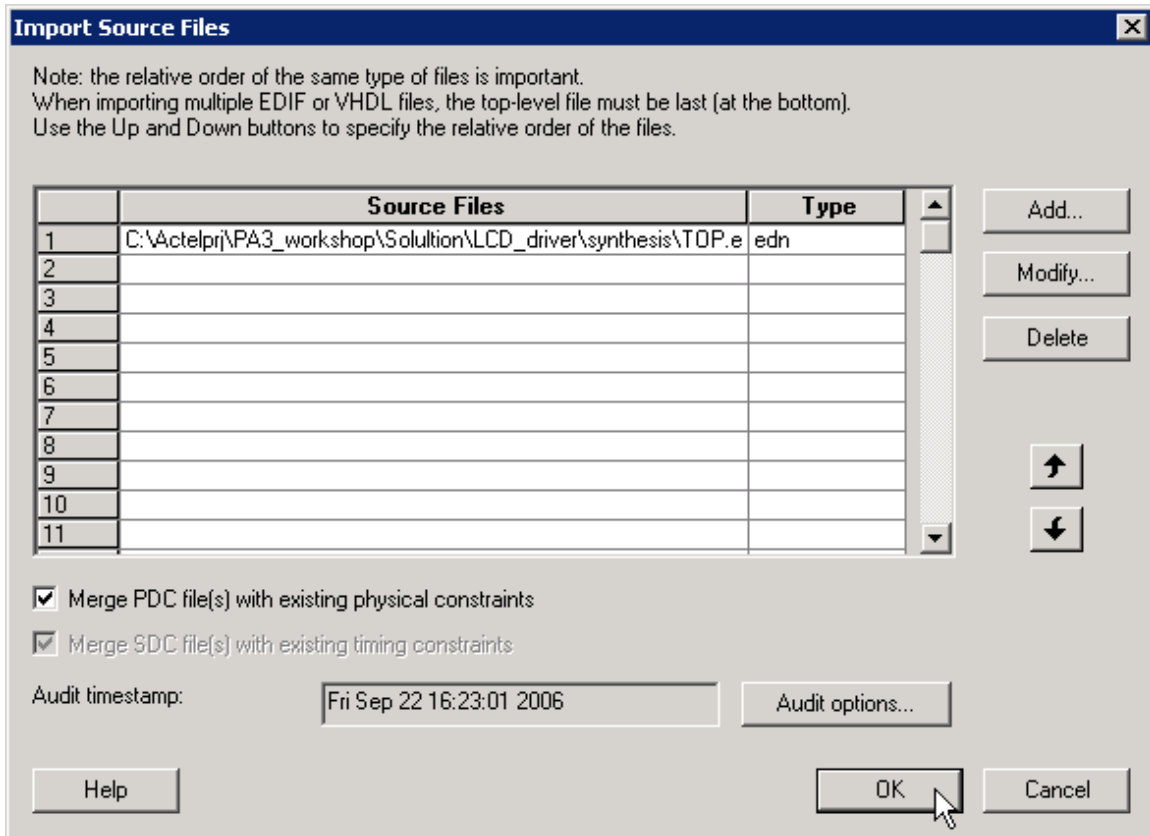 Import Source Files
Note: the relative order of the same type of files is important.
When importing multiple EDIF or VHDL files, the top-level file must be last (at the bottom).
Use the Up and Down buttons to specify the relative order of the files.
Source Files Type
1 C:\Actelprj\PA3_workshop\Solultion\LCD_driver\synthesis\TOP.e edn
2
3
4
5
6
7
8
9
10
11
Add...
Modify...
Delete
Merge PDC file(s) with existing physical constraints
Merge SDC file(s) with existing timing constraints
Audit timestamp: Fri Sep 22 16:23:01 2006 Audit options...
Help OK Cancel